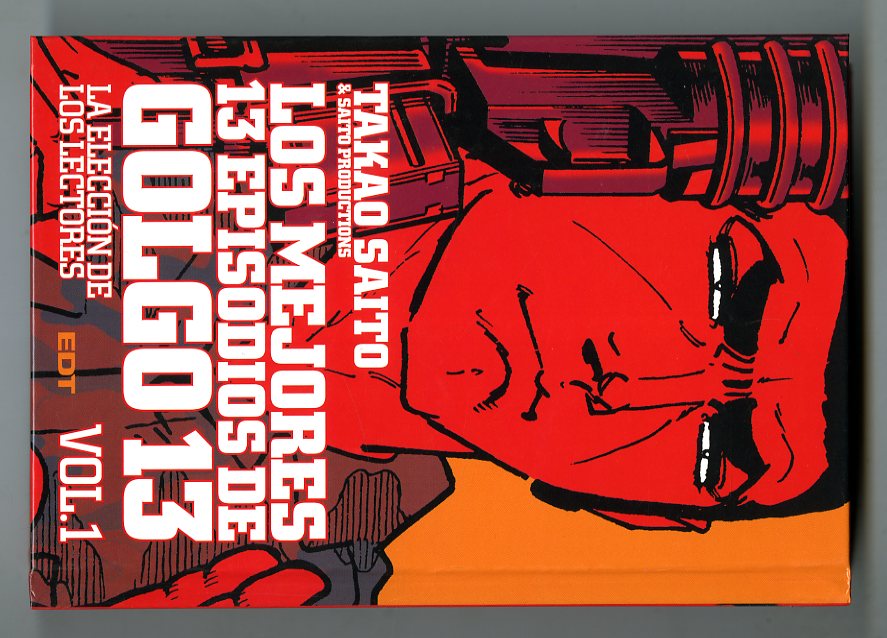 TAKAO SAITO
& SAITO PRODUCTIONS
LOS MEJORES
13 EPISODIOS DE
GOLGO 13
LA ELECCIÓN DE
LOS LECTORES
EDT
VOL.1